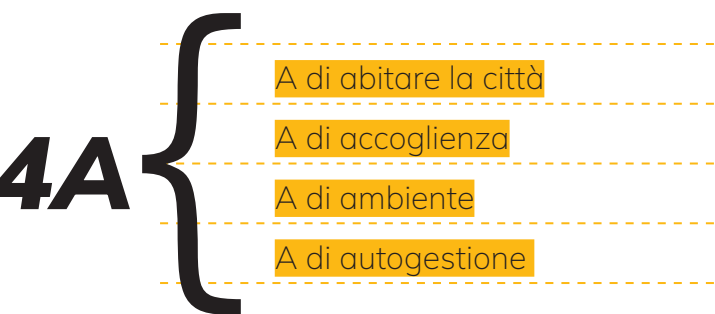 4A
A di abitare la città
A di accoglienza
A di ambiente
A di autogestione